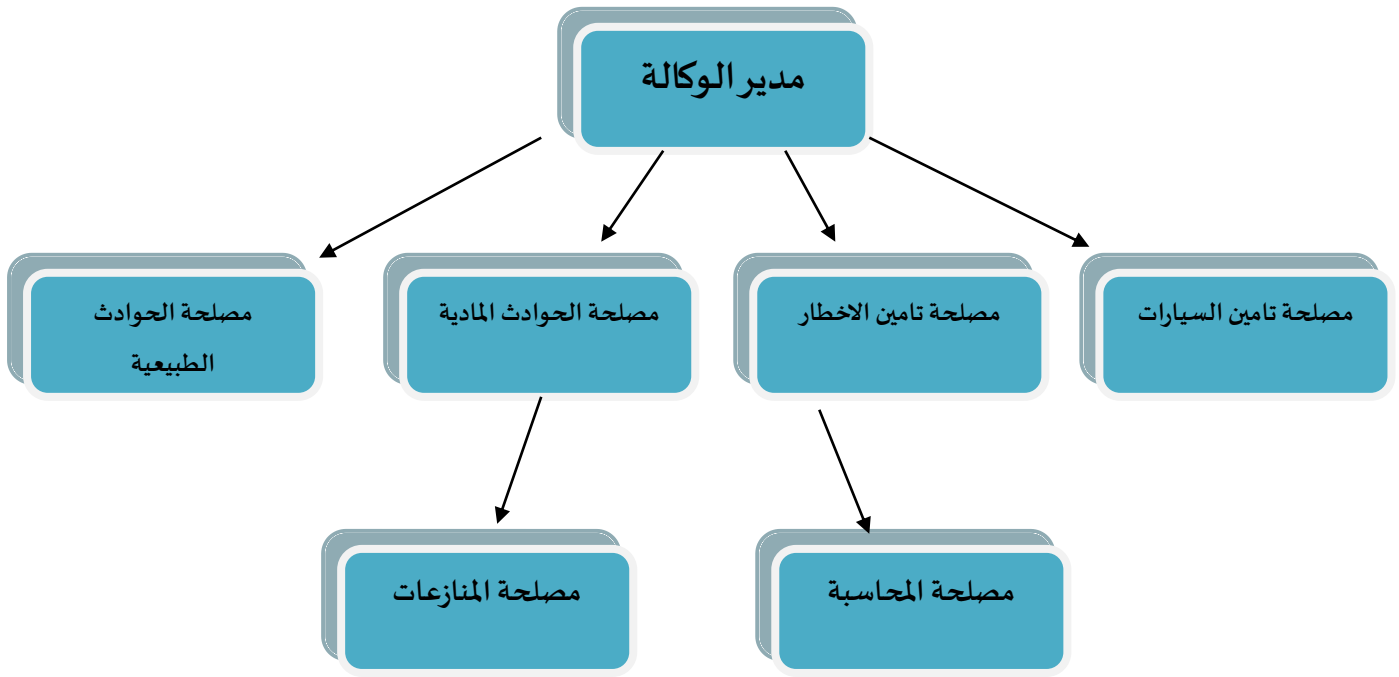 مدير الوكالة
مصلحة تامين السيارات
مصلحة تامين الاخطار
مصلحة الحوادث المادية
مصلحة الحوادث
الطبيعية
مصلحة المحاسبة
مصلحة المنازعات